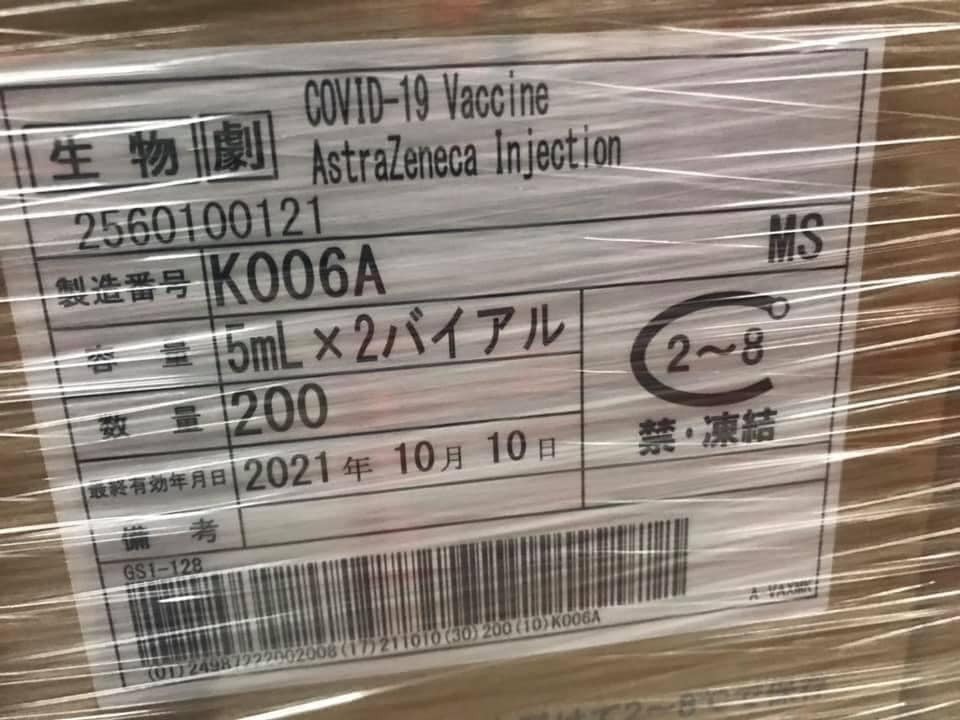 COVID-19 Vaccine
生物 劇 AstraZeneca Injection
2560100121
MS
製造番号 K006A
容量 5mL×2バイアル
2〜8
禁・凍結
数量 200
最終有効年月日 2021年 10月 10日
備考
GS1-128
A VAXMK
(01)24987222002008(17)211010(30)200(10)K006A
2〜8